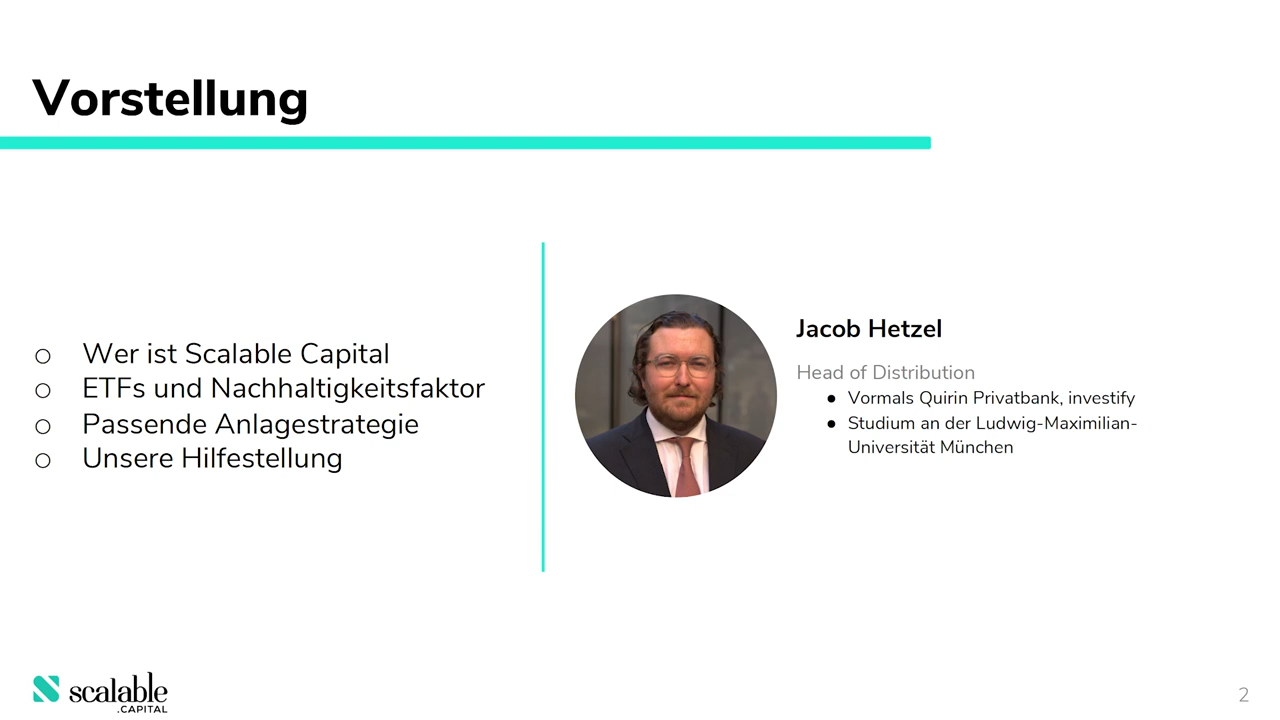 Vorstellung
o Wer ist Scalable Capital
o ETFs und Nachhaltigkeitsfaktor
o Passende Anlagestrategie
o Unsere Hilfestellung
Jacob Hetzel
Head of Distribution
● Vormals Quirin Privatbank, investify
● Studium an der Ludwig-Maximilian-
Universität München
scalable
.CAPITAL
2